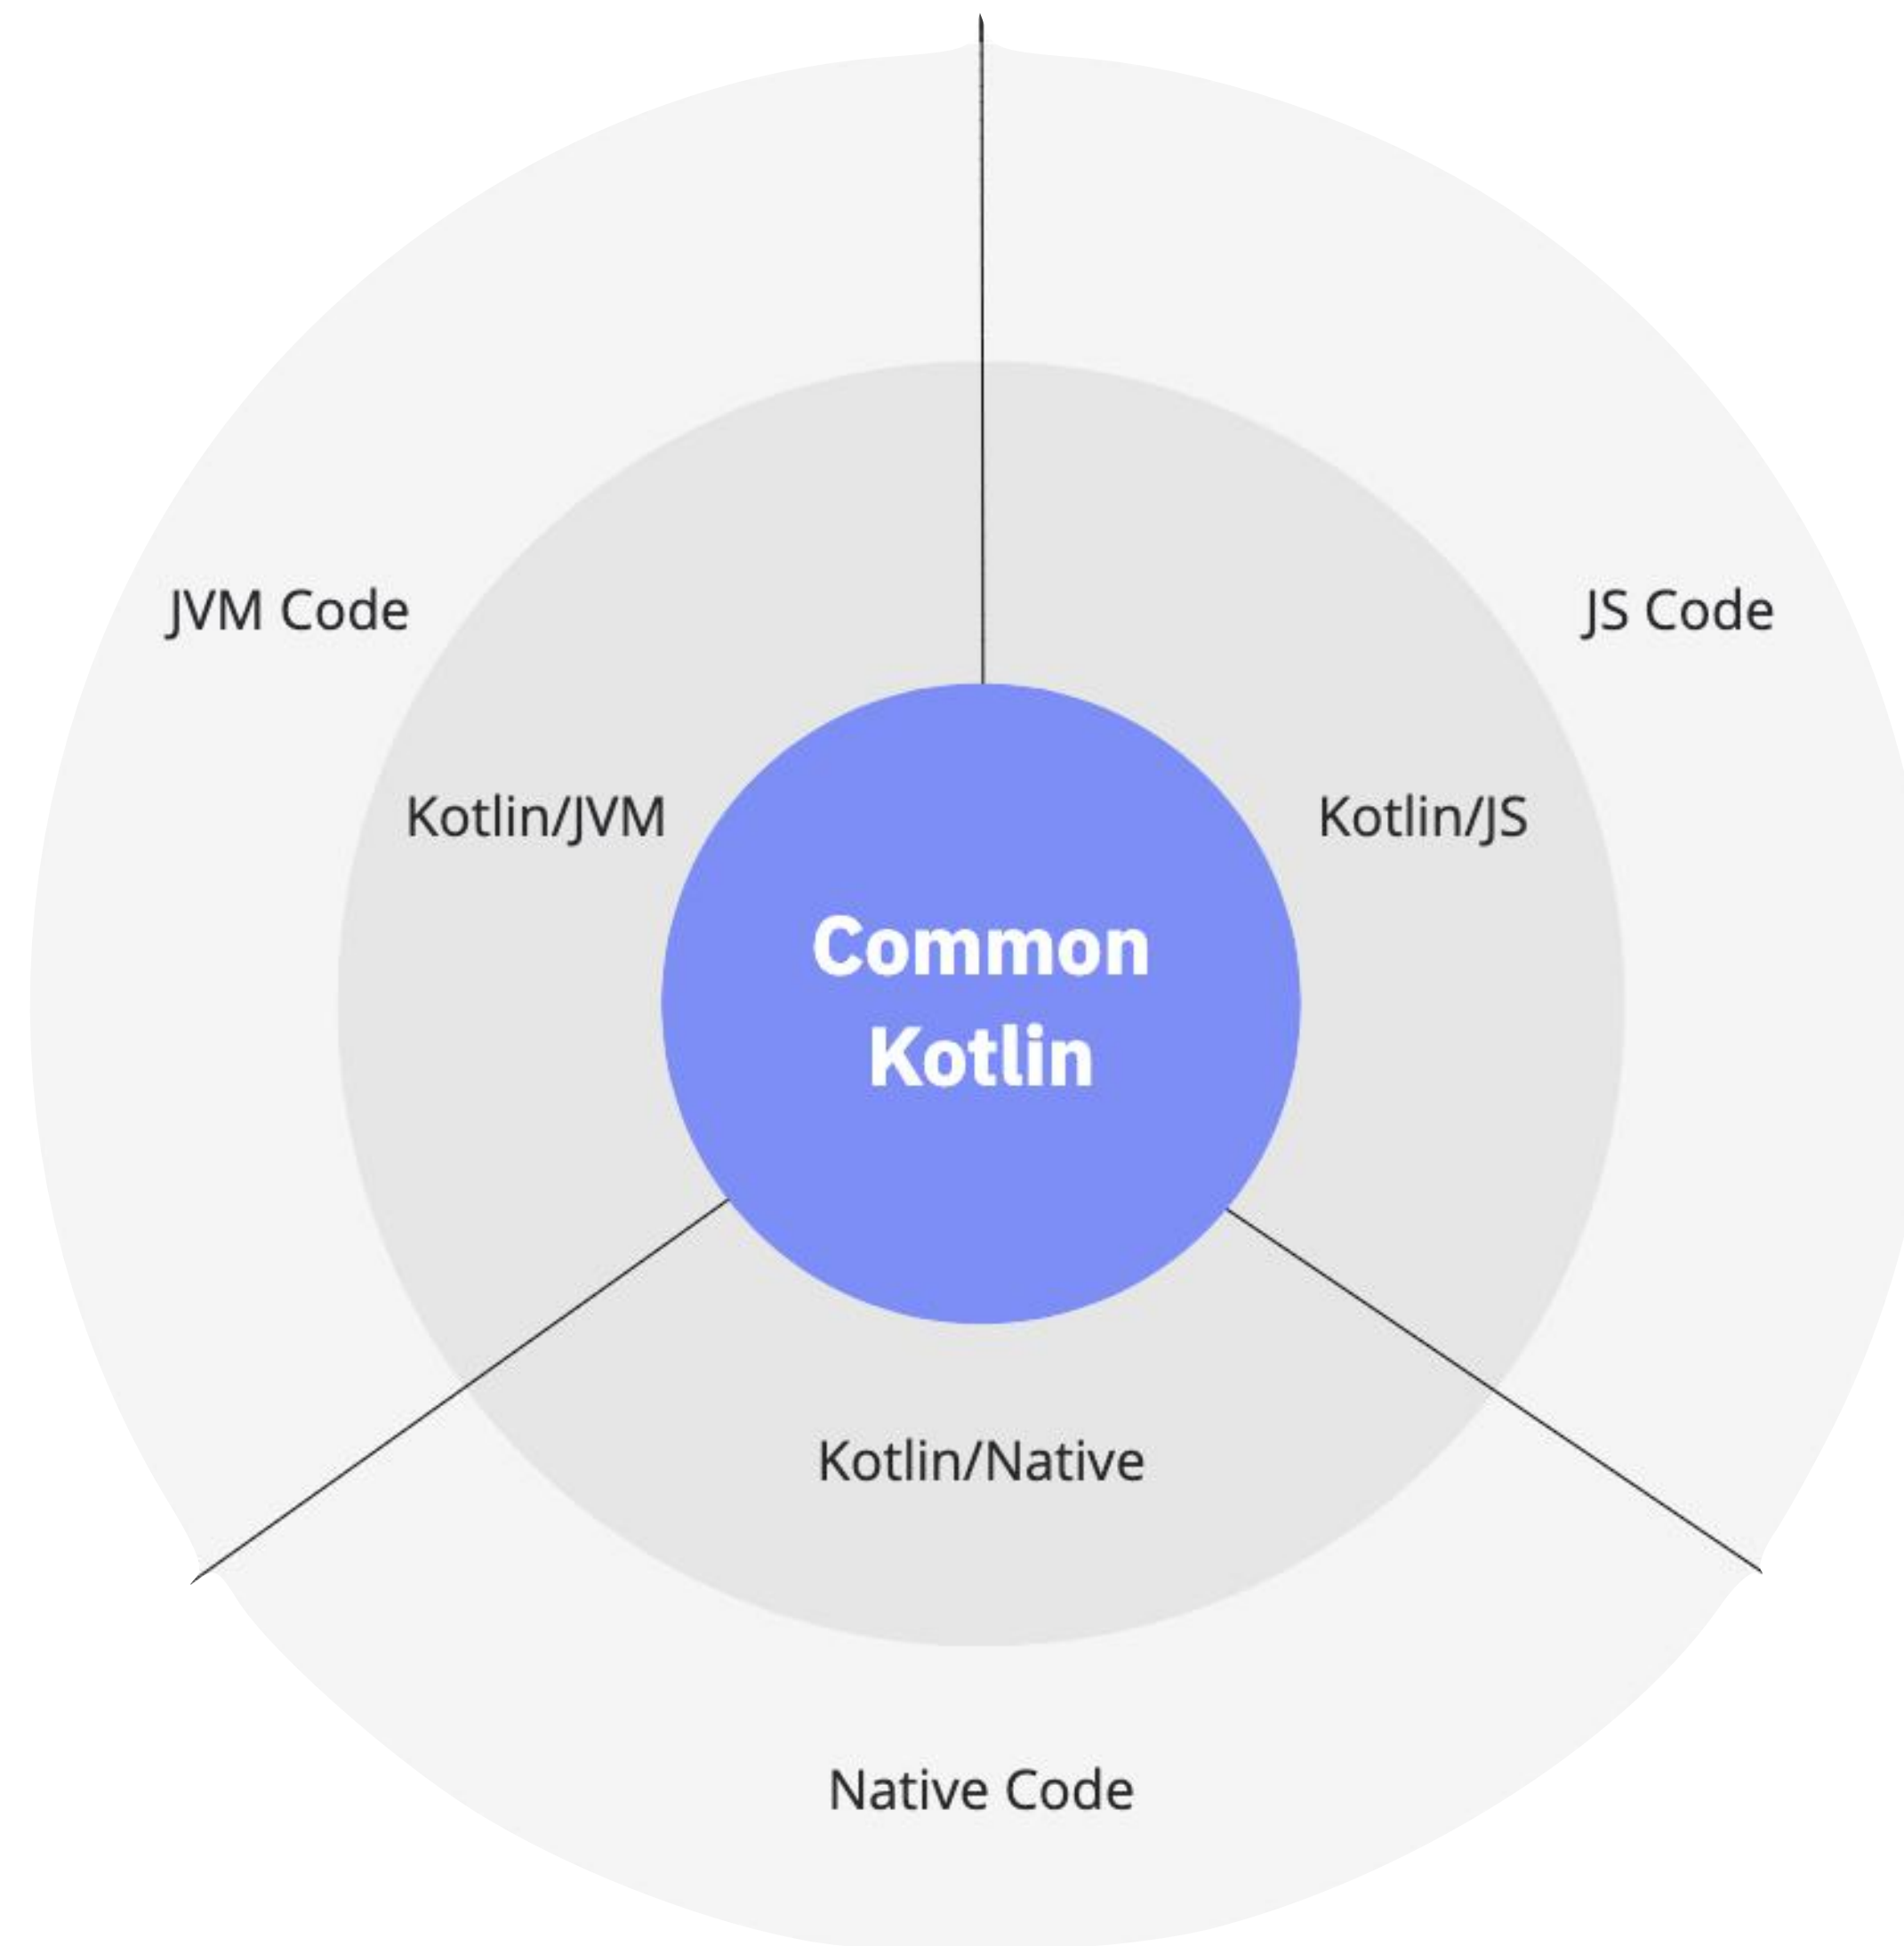 JVM Code
JS Code
Kotlin/JVM
Kotlin/JS
Common
Kotlin
Kotlin/Native
Native Code